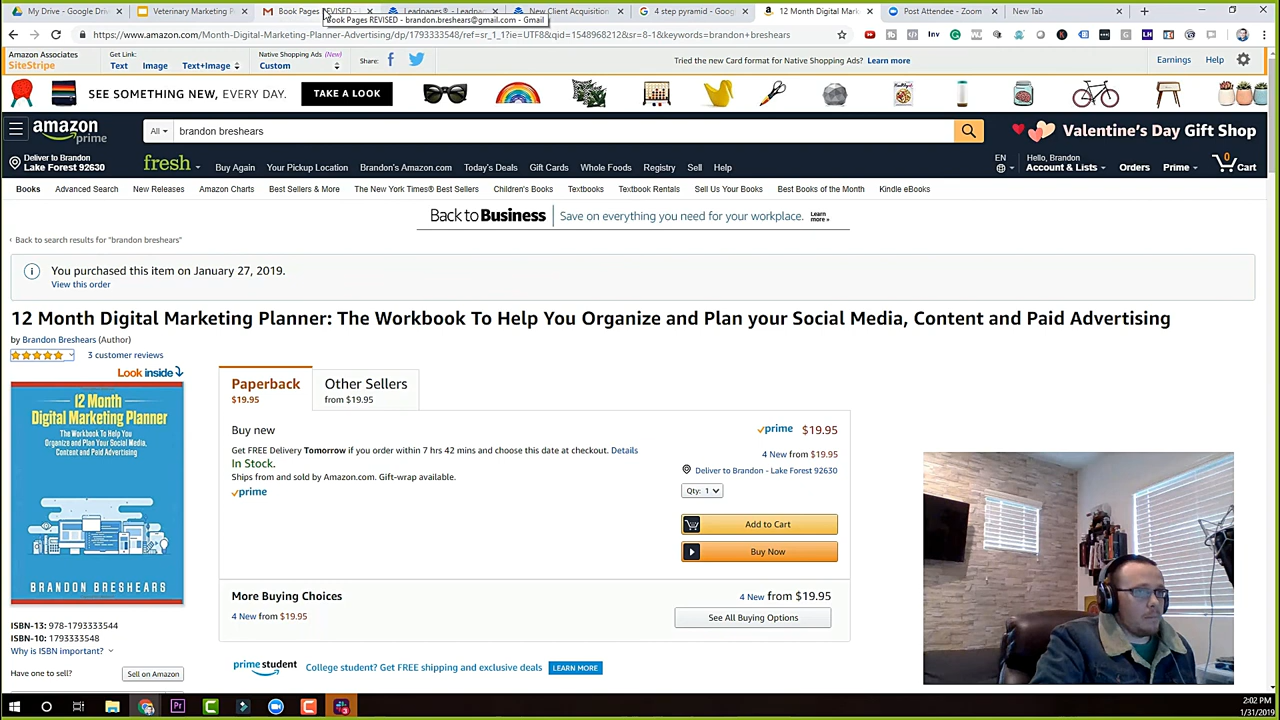 My Drive - Google Dri
Veterinary Marketing P
Book Pages REVISED -
Leadpages® - Leadpa
New Client Acquisition
4 step pyramid - Goog
12 Month Digital Mark
Post Attendee - Zoom
New Tab
Book Pages REVISED - brandon.breshears@gmail.com - Gmail
https://www.amazon.com/Month-Digital-Marketing-Planner-Advertising/dp/1793333548/ref=sr_1_1?ie=UTF8&qid=1548968212&sr=8-1&keywords=brandon+breshears
Amazon Associates
SiteStripe
Get Link:
Text
Image
Text+Image
Native Shopping Ads (New)
Custom
Share:
Tried the new Card format for Native Shopping Ads? Learn more
Earnings
Help
SEE SOMETHING NEW, EVERY DAY.
TAKE A LOOK
amazon
prime
All
brandon breshears
Valentine's Day Gift Shop
Deliver to Brandon
Lake Forest 92630
fresh
Buy Again
Your Pickup Location
Brandon's Amazon.com
Today's Deals
Gift Cards
Whole Foods
Registry
Sell
Help
EN
Hello, Brandon
Account & Lists
Orders
Prime
0
Cart
Books
Advanced Search
New Releases
Amazon Charts
Best Sellers & More
The New York Times® Best Sellers
Children's Books
Textbooks
Textbook Rentals
Sell Us Your Books
Best Books of the Month
Kindle eBooks
Back to Business
Save on everything you need for your workplace.
Learn more »
‹ Back to search results for "brandon breshears"
You purchased this item on January 27, 2019.
View this order
12 Month Digital Marketing Planner: The Workbook To Help You Organize and Plan your Social Media, Content and Paid Advertising
by Brandon Breshears (Author)
3 customer reviews
Look inside
12 Month
Digital Marketing Planner
The Workbook To Help You
Organize and Plan your Social Media,
Content and Paid Advertising
BRANDON BRESHEARS
Paperback
$19.95
Other Sellers
from $19.95
Buy new
prime $19.95
Get FREE Delivery Tomorrow if you order within 7 hrs 42 mins and choose this date at checkout. Details
In Stock.
Ships from and sold by Amazon.com. Gift-wrap available.
prime
4 New from $19.95
Deliver to Brandon - Lake Forest 92630
Qty: 1
Add to Cart
Buy Now
More Buying Choices
4 New from $19.95
4 New from $19.95
See All Buying Options
ISBN-13: 978-1793333544
ISBN-10: 1793333548
Why is ISBN important?
Have one to sell?
Sell on Amazon
prime student
College student? Get FREE shipping and exclusive deals
LEARN MORE
2:02 PM
1/31/2019